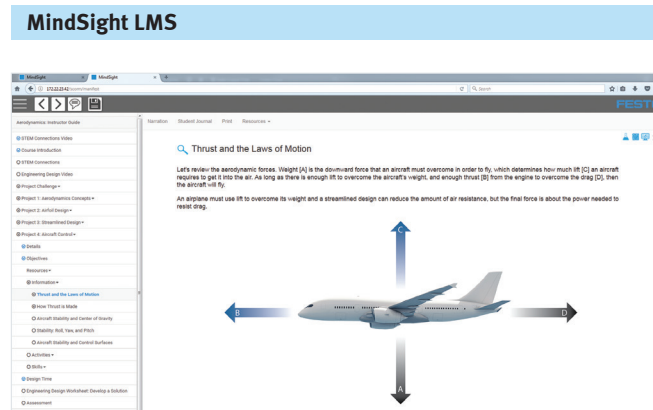 MindSight LMS
MindSight
MindSight
Search
FESTO
Aerodynamics: Instructor Guide
Narration Student Journal Print Resources
STEM Connections Video
Course Introduction
STEM Connections
Engineering Design Video
Project Challenge
Project 1: Aerodynamics Concepts
Project 2: Airfoil Design
Project 3: Streamlined Design
Project 4: Aircraft Control
Details
Objectives
Resources
Information
Thrust and the Laws of Motion
How Thrust is Made
Aircraft Stability and Center of Gravity
Stability: Roll, Yaw, and Pitch
Aircraft Stability and Control Surfaces
Activities
Skills
Design Time
Engineering Design Worksheet: Develop a Solution
Assessment
Thrust and the Laws of Motion
Let's review the aerodynamic forces. Weight [A] is the downward force that an aircraft must overcome in order to fly, which determines how much lift [C] an aircraft
requires to get it into the air. As long as there is enough lift to overcome the aircraft's weight, and enough thrust [B] from the engine to overcome the drag [D], then
the aircraft will fly.
An airplane must use lift to overcome its weight and a streamlined design can reduce the amount of air resistance, but the final force is about the power needed to
resist drag.
C
B
D
A